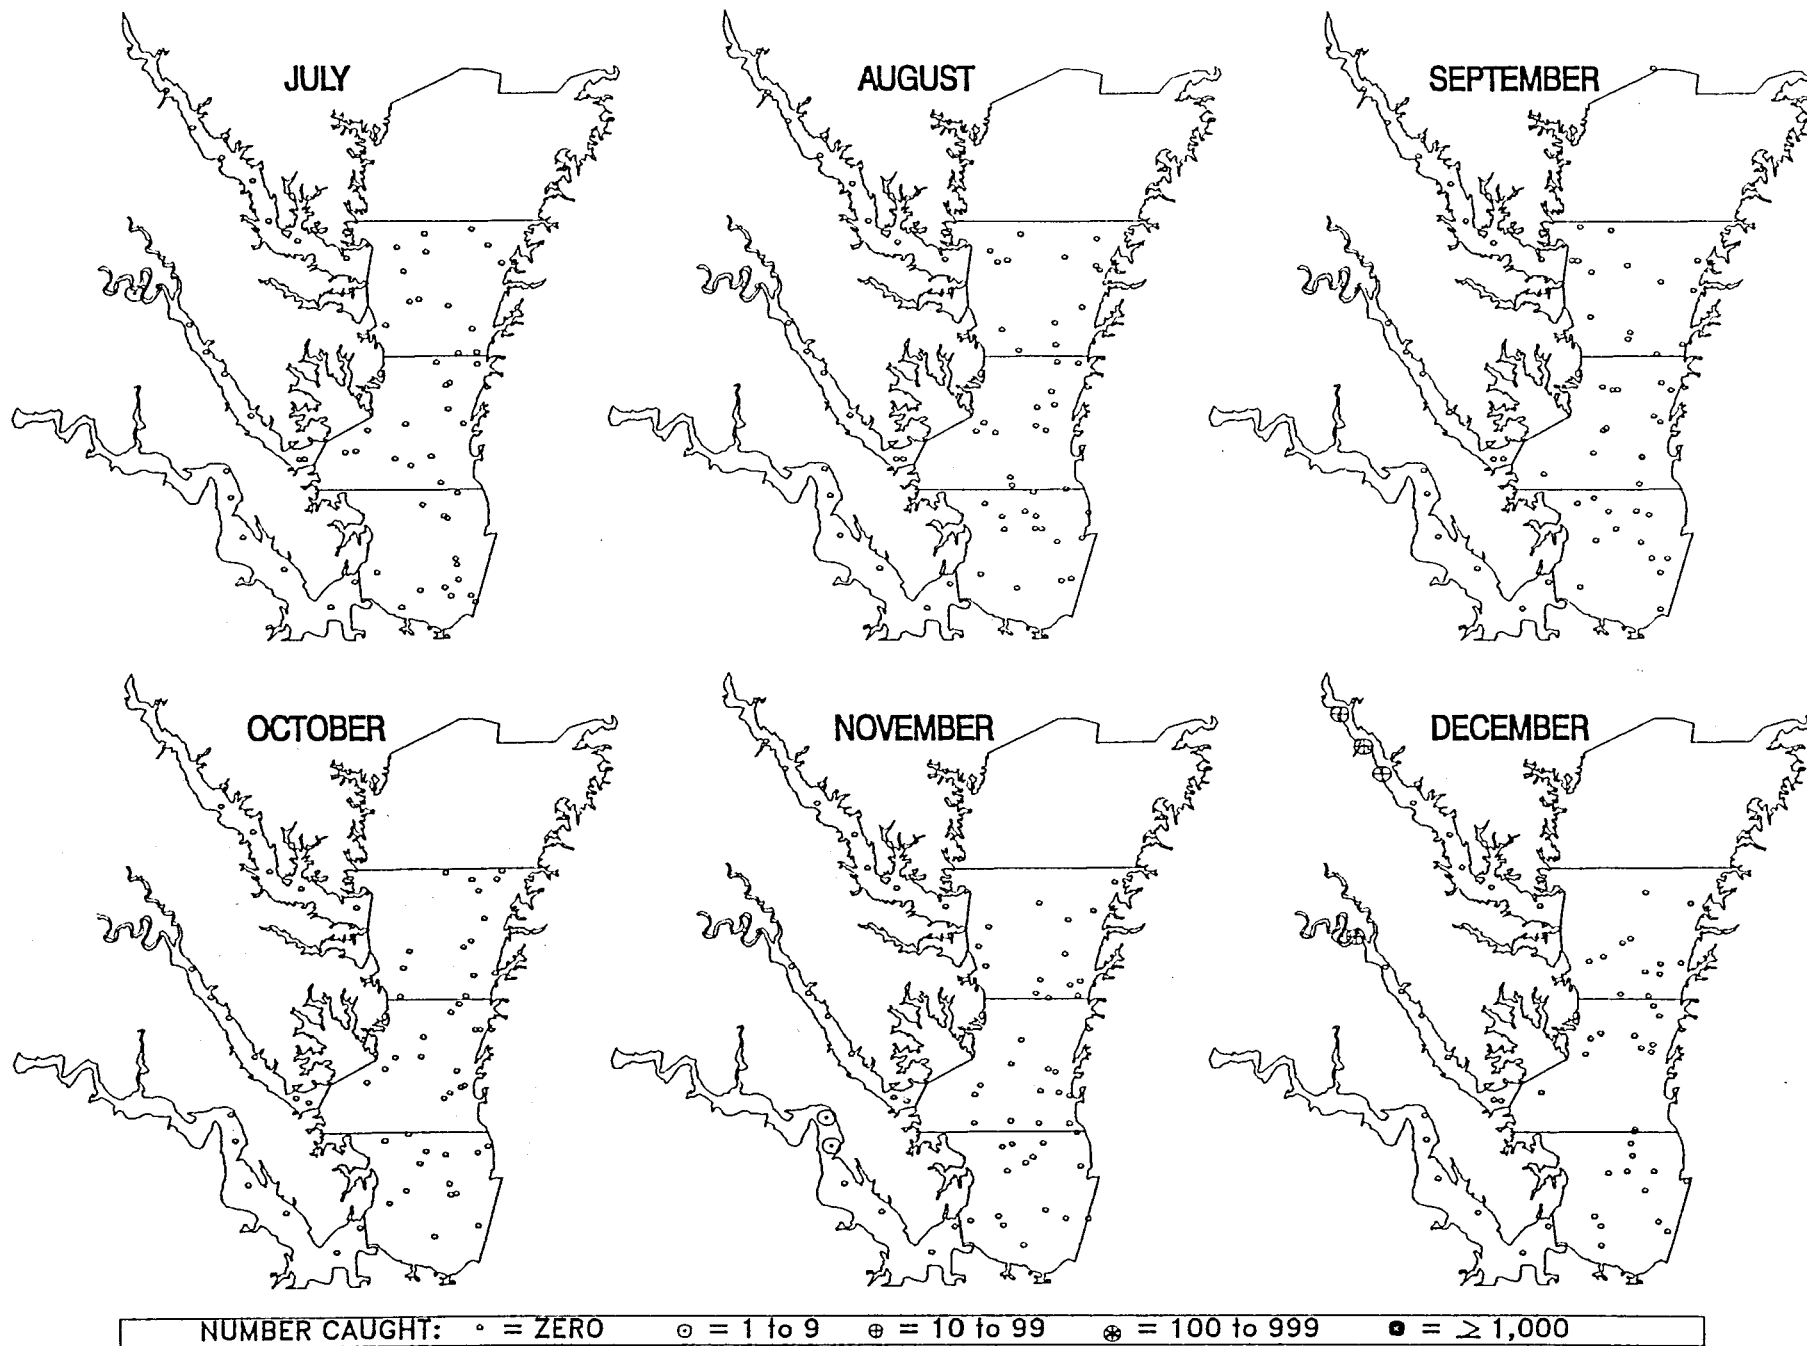 JULY
AUGUST
SEPTEMBER
OCTOBER
NOVEMBER
DECEMBER
NUMBER CAUGHT: ∘ = ZERO ⊙ = 1 to 9 ⊕ = 10 to 99 ⊛ = 100 to 999 ● = ≥ 1,000